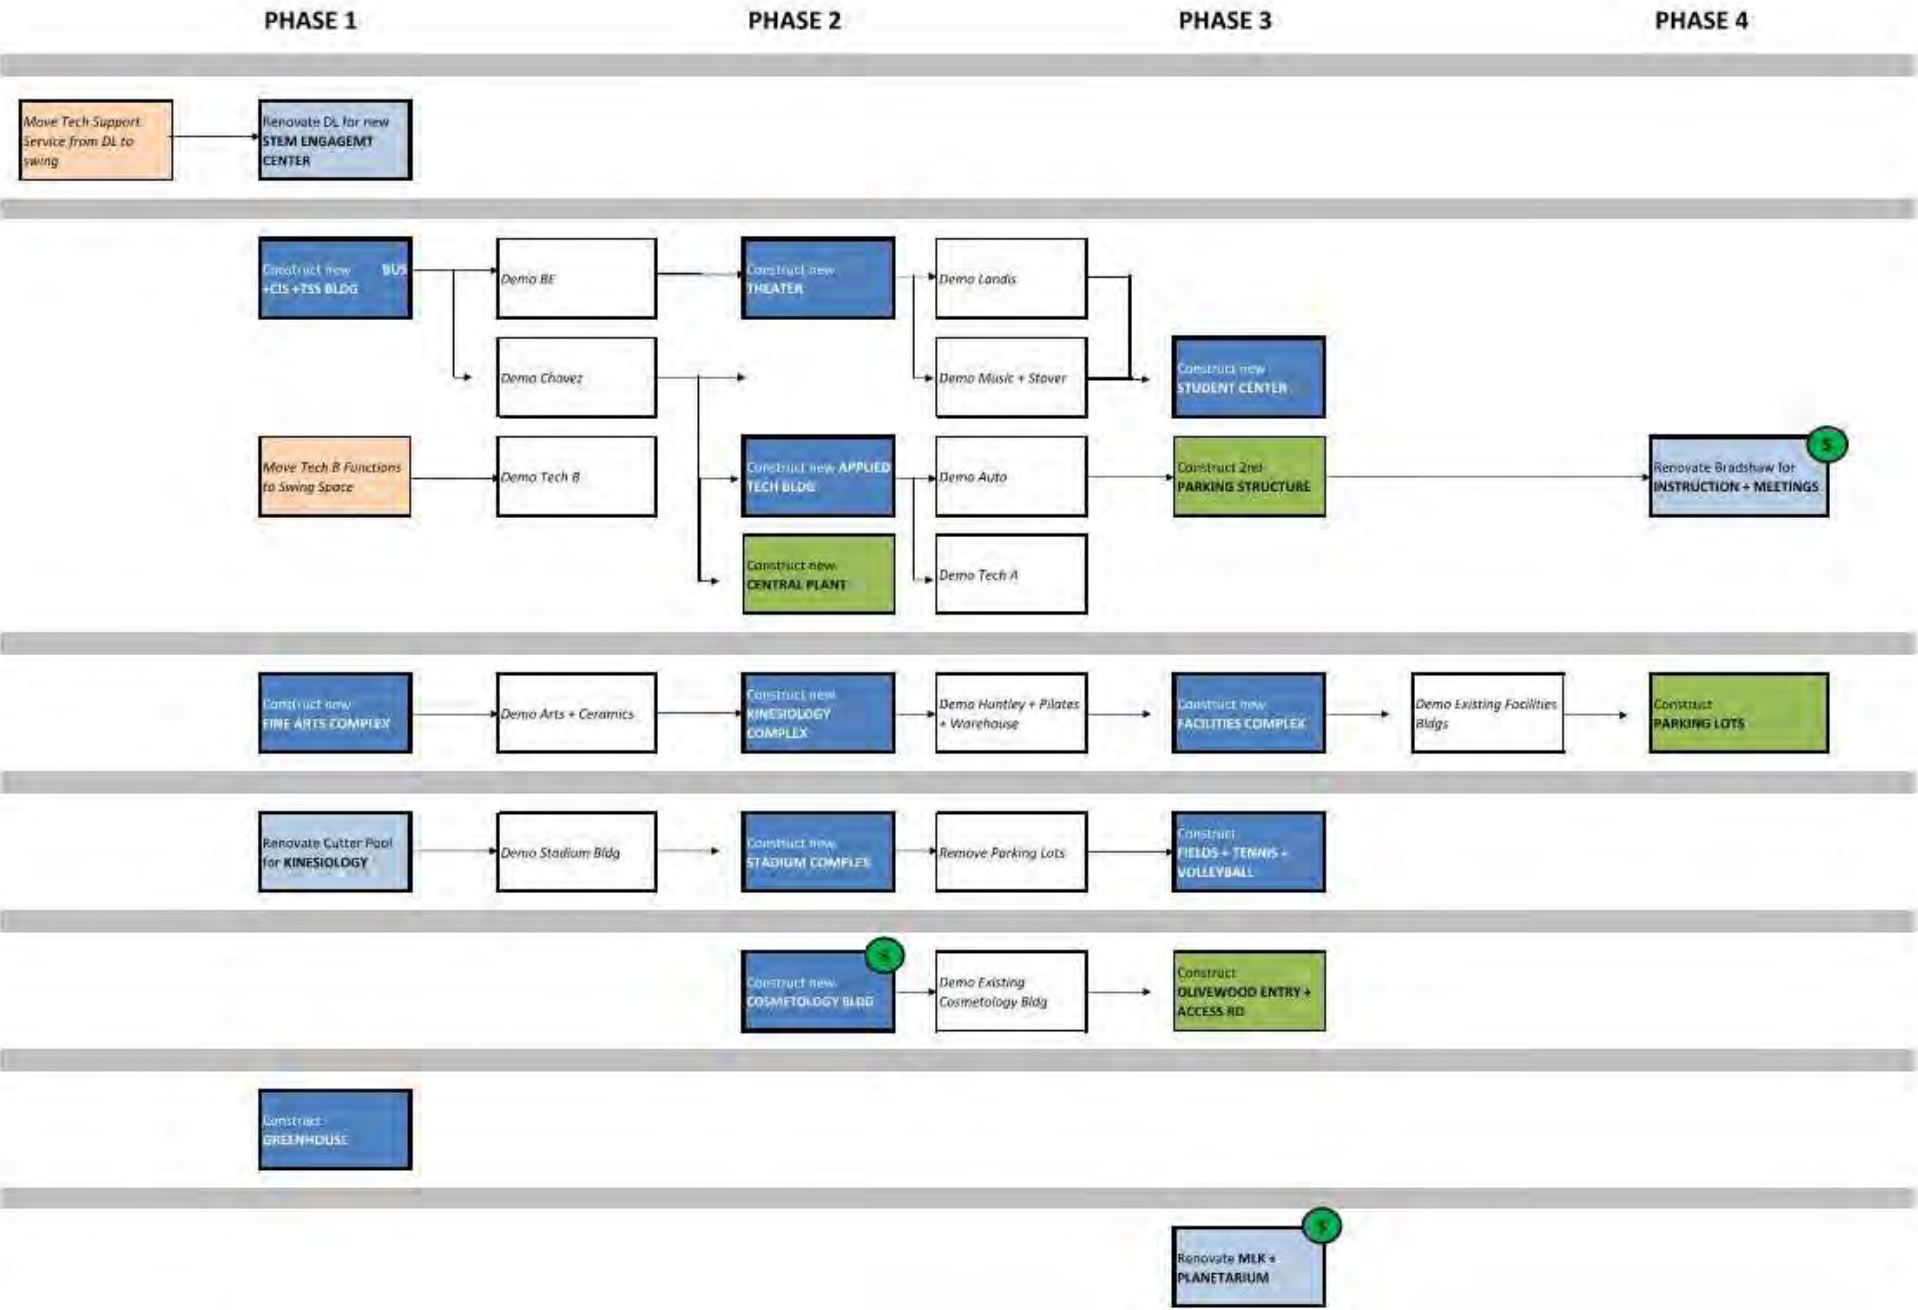 PHASE 1
PHASE 2
PHASE 3
PHASE 4
Move Tech Support
Service from DL to
swing
Renovate DL for new
STEM ENGAGEMT
CENTER
Construct new BUS
+CIS +TSS BLDG
Demo BE
Construct new
THEATER
Demo Landis
Demo Chavez
Demo Music + Stover
Construct new
STUDENT CENTER
Move Tech B Functions
to Swing Space
Demo Tech B
Construct new APPLIED
TECH BLDG
Demo Auto
Construct 2nd
PARKING STRUCTURE
Renovate Bradshaw for
INSTRUCTION + MEETINGS
$
Construct new
CENTRAL PLANT
Demo Tech A
Construct new
FINE ARTS COMPLEX
Demo Arts + Ceramics
Construct new
KINESIOLOGY
COMPLEX
Demo Huntley + Pilates
+ Warehouse
Construct new
FACILITIES COMPLEX
Demo Existing Facilities
Bldgs
Construct
PARKING LOTS
Renovate Cutter Pool
for KINESIOLOGY
Demo Stadium Bldg
Construct new
STADIUM COMPLEX
Remove Parking Lots
Construct
FIELDS + TENNIS +
VOLLEYBALL
Construct new
COSMETOLOGY BLDG
$
Demo Existing
Cosmetology Bldg
Construct
OLIVEWOOD ENTRY +
ACCESS RD
Construct
GREENHOUSE
Renovate MLK +
PLANETARIUM
$